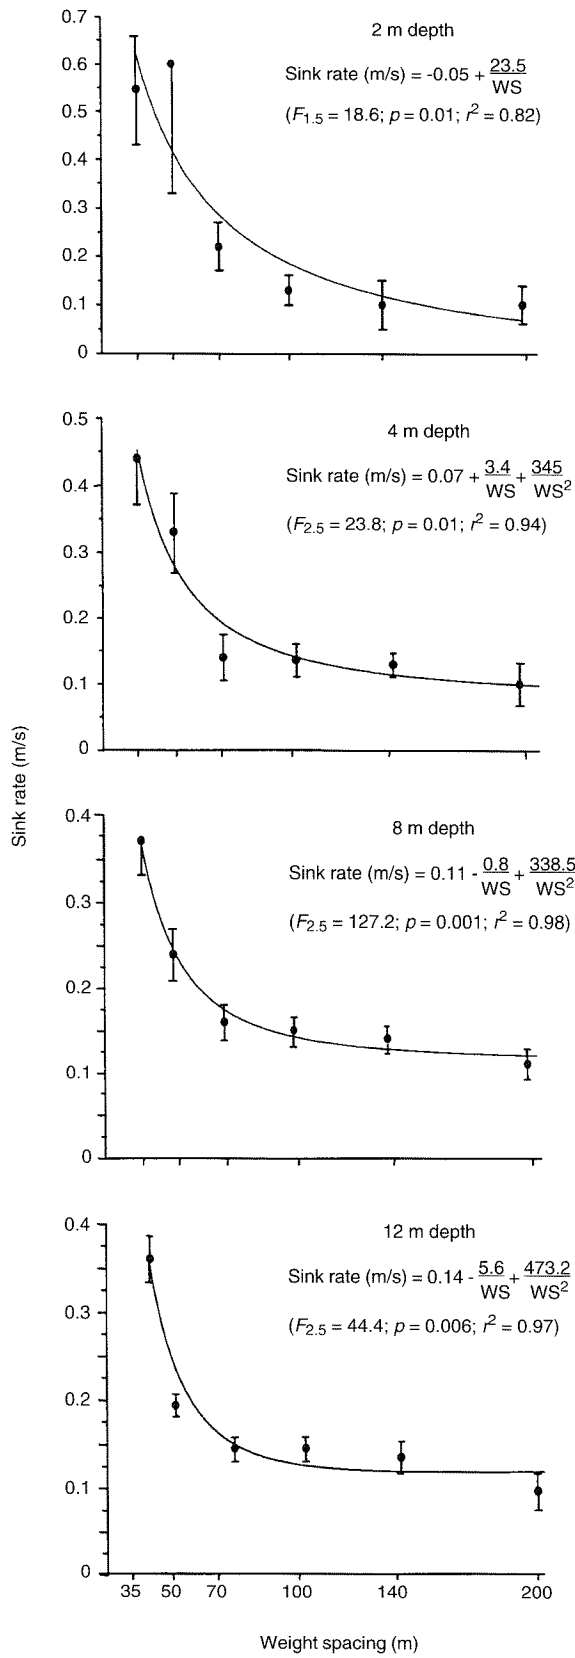 0.7
2 m depth
0.6
Sink rate (m/s) = -0.05 + 23.5
WS
0.5
(F1.5 = 18.6; p = 0.01; r² = 0.82)
0.4
0.3
0.2
0.1
0
0.5
4 m depth
Sink rate (m/s) = 0.07 + 3.4 + 345
WS WS²
0.4
(F2.5 = 23.8; p = 0.01; r² = 0.94)
0.3
0.2
0.1
0
Sink rate (m/s)
0.4
8 m depth
Sink rate (m/s) = 0.11 - 0.8 + 338.5
WS WS²
(F2.5 = 127.2; p = 0.001; r² = 0.98)
0.3
0.2
0.1
0
0.4
12 m depth
Sink rate (m/s) = 0.14 - 5.6 + 473.2
WS WS²
0.3
(F2.5 = 44.4; p = 0.006; r² = 0.97)
0.2
0.1
0
35 50 70 100 140 200
Weight spacing (m)